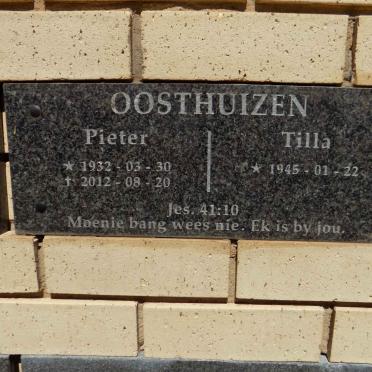 OOSTHUIZEN
Pieter Tilla
★ 1932 - 03 - 30 ★ 1945 - 01 - 22
† 2012 - 08 - 20
Jes. 41:10
Moenie bang wees nie. Ek is by jou.